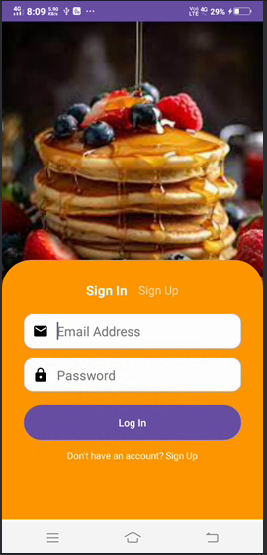 4G 8:09 5.90 KB/s
Vo) LTE 4G 29%
Sign In Sign Up
Email Address
Password
Log In
Don't have an account? Sign Up